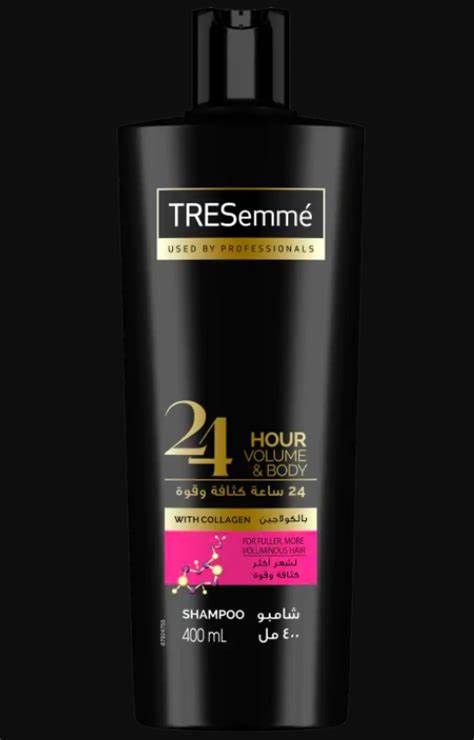 TRESemmé
USED BY PROFESSIONALS
24 HOUR
VOLUME
& BODY
24 ساعة كثافة وقوة
WITH COLLAGEN بالكولاجين
FOR FULLER, MORE
VOLUMINOUS HAIR
لشعر أكثر
كثافة وقوة
SHAMPOO شامبو
400 mL ٤٠٠ مل